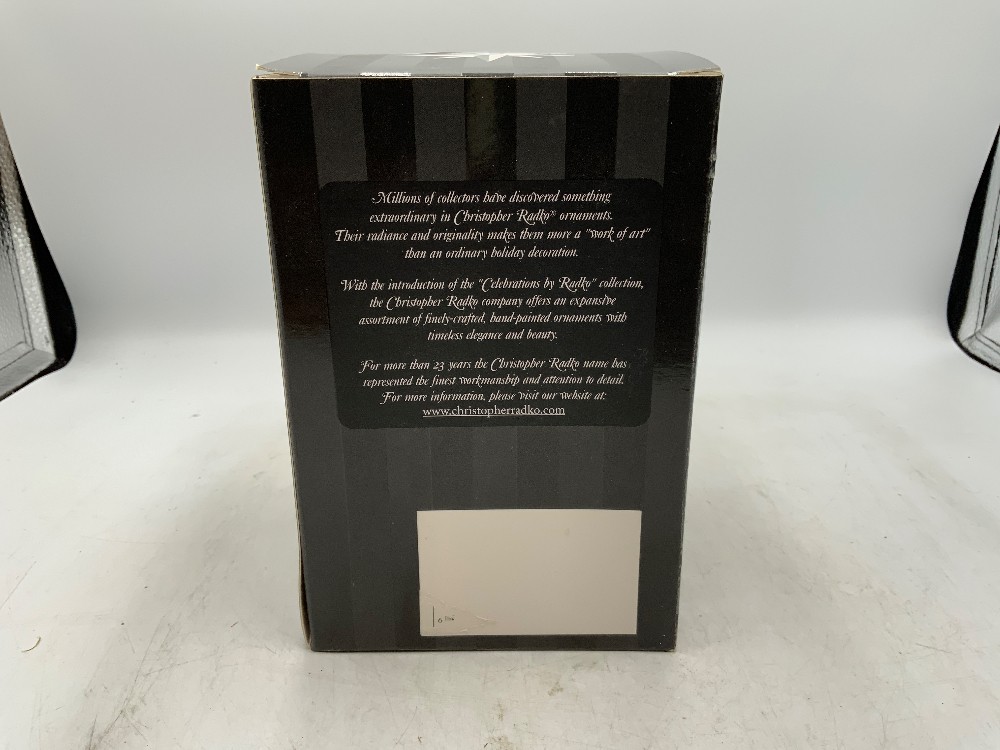 Millions of collectors have discovered something
extraordinary in Christopher Radko® ornaments.
Their radiance and originality makes them more a "work of art"
than an ordinary holiday decoration.
With the introduction of the "Celebrations by Radko" collection,
the Christopher Radko company offers an expansive
assortment of finely-crafted, hand-painted ornaments with
timeless elegance and beauty.
For more than 23 years the Christopher Radko name has
represented the finest workmanship and attention to detail.
For more information, please visit our website at:
www.christopherradko.com